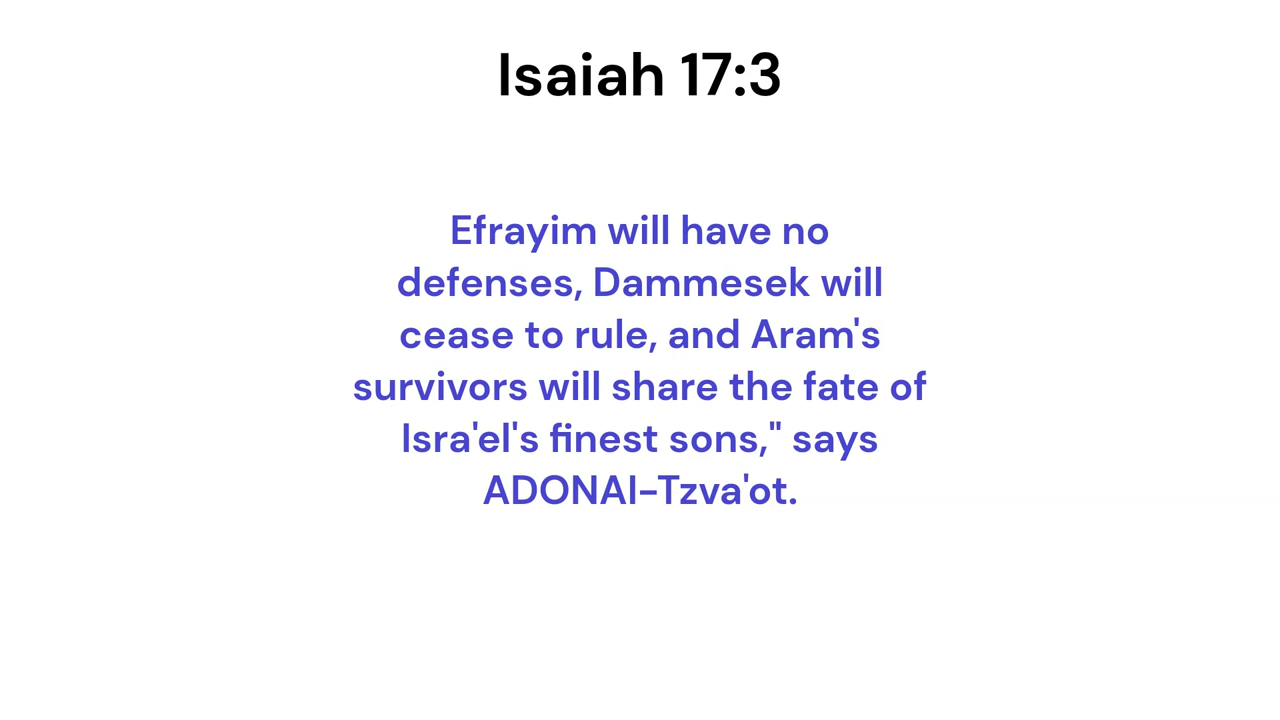 Isaiah 17:3
Efrayim will have no
defenses, Dammesek will
cease to rule, and Aram's
survivors will share the fate of
Isra'el's finest sons," says
ADONAI–Tzva'ot.